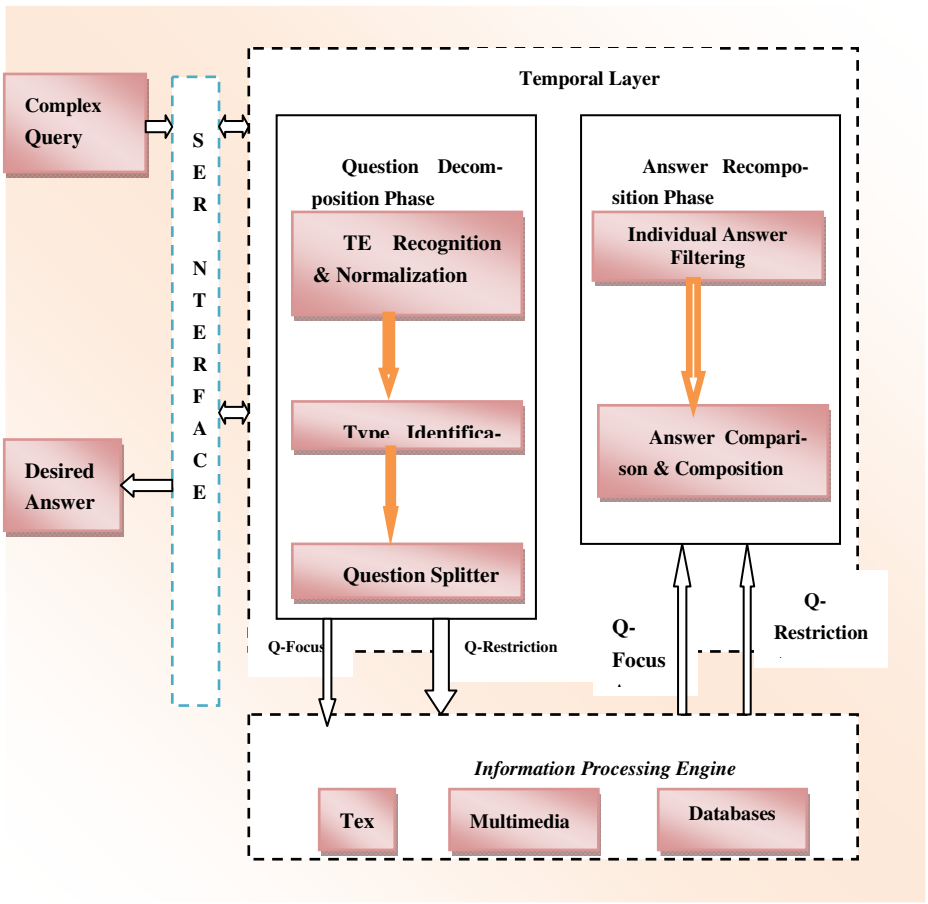 Temporal Layer
Complex
Query
S
E
R
N
T
E
R
F
A
C
E
Desired
Answer
Question Decom-
position Phase
TE Recognition
& Normalization
Type Identifica-
Question Splitter
Answer Recompo-
sition Phase
Individual Answer
Filtering
Answer Compari-
son & Composition
Q-Focus
Q-Restriction
Q-
Focus
Q-
Restriction
Information Processing Engine
Tex
Multimedia
Databases